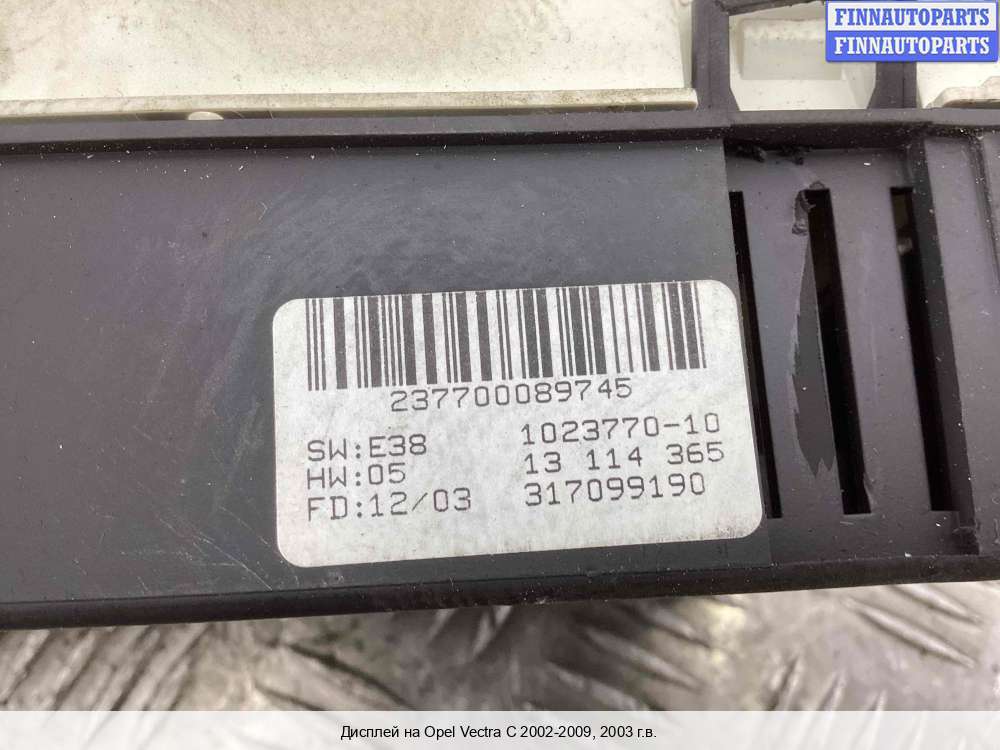 FINNAUTOPARTS
FINNAUTOPARTS
237700089745
SW:E38 1023770-10
HW:05 13 114 365
FD:12/03 317099190
Дисплей на Opel Vectra C 2002-2009, 2003 г.в.